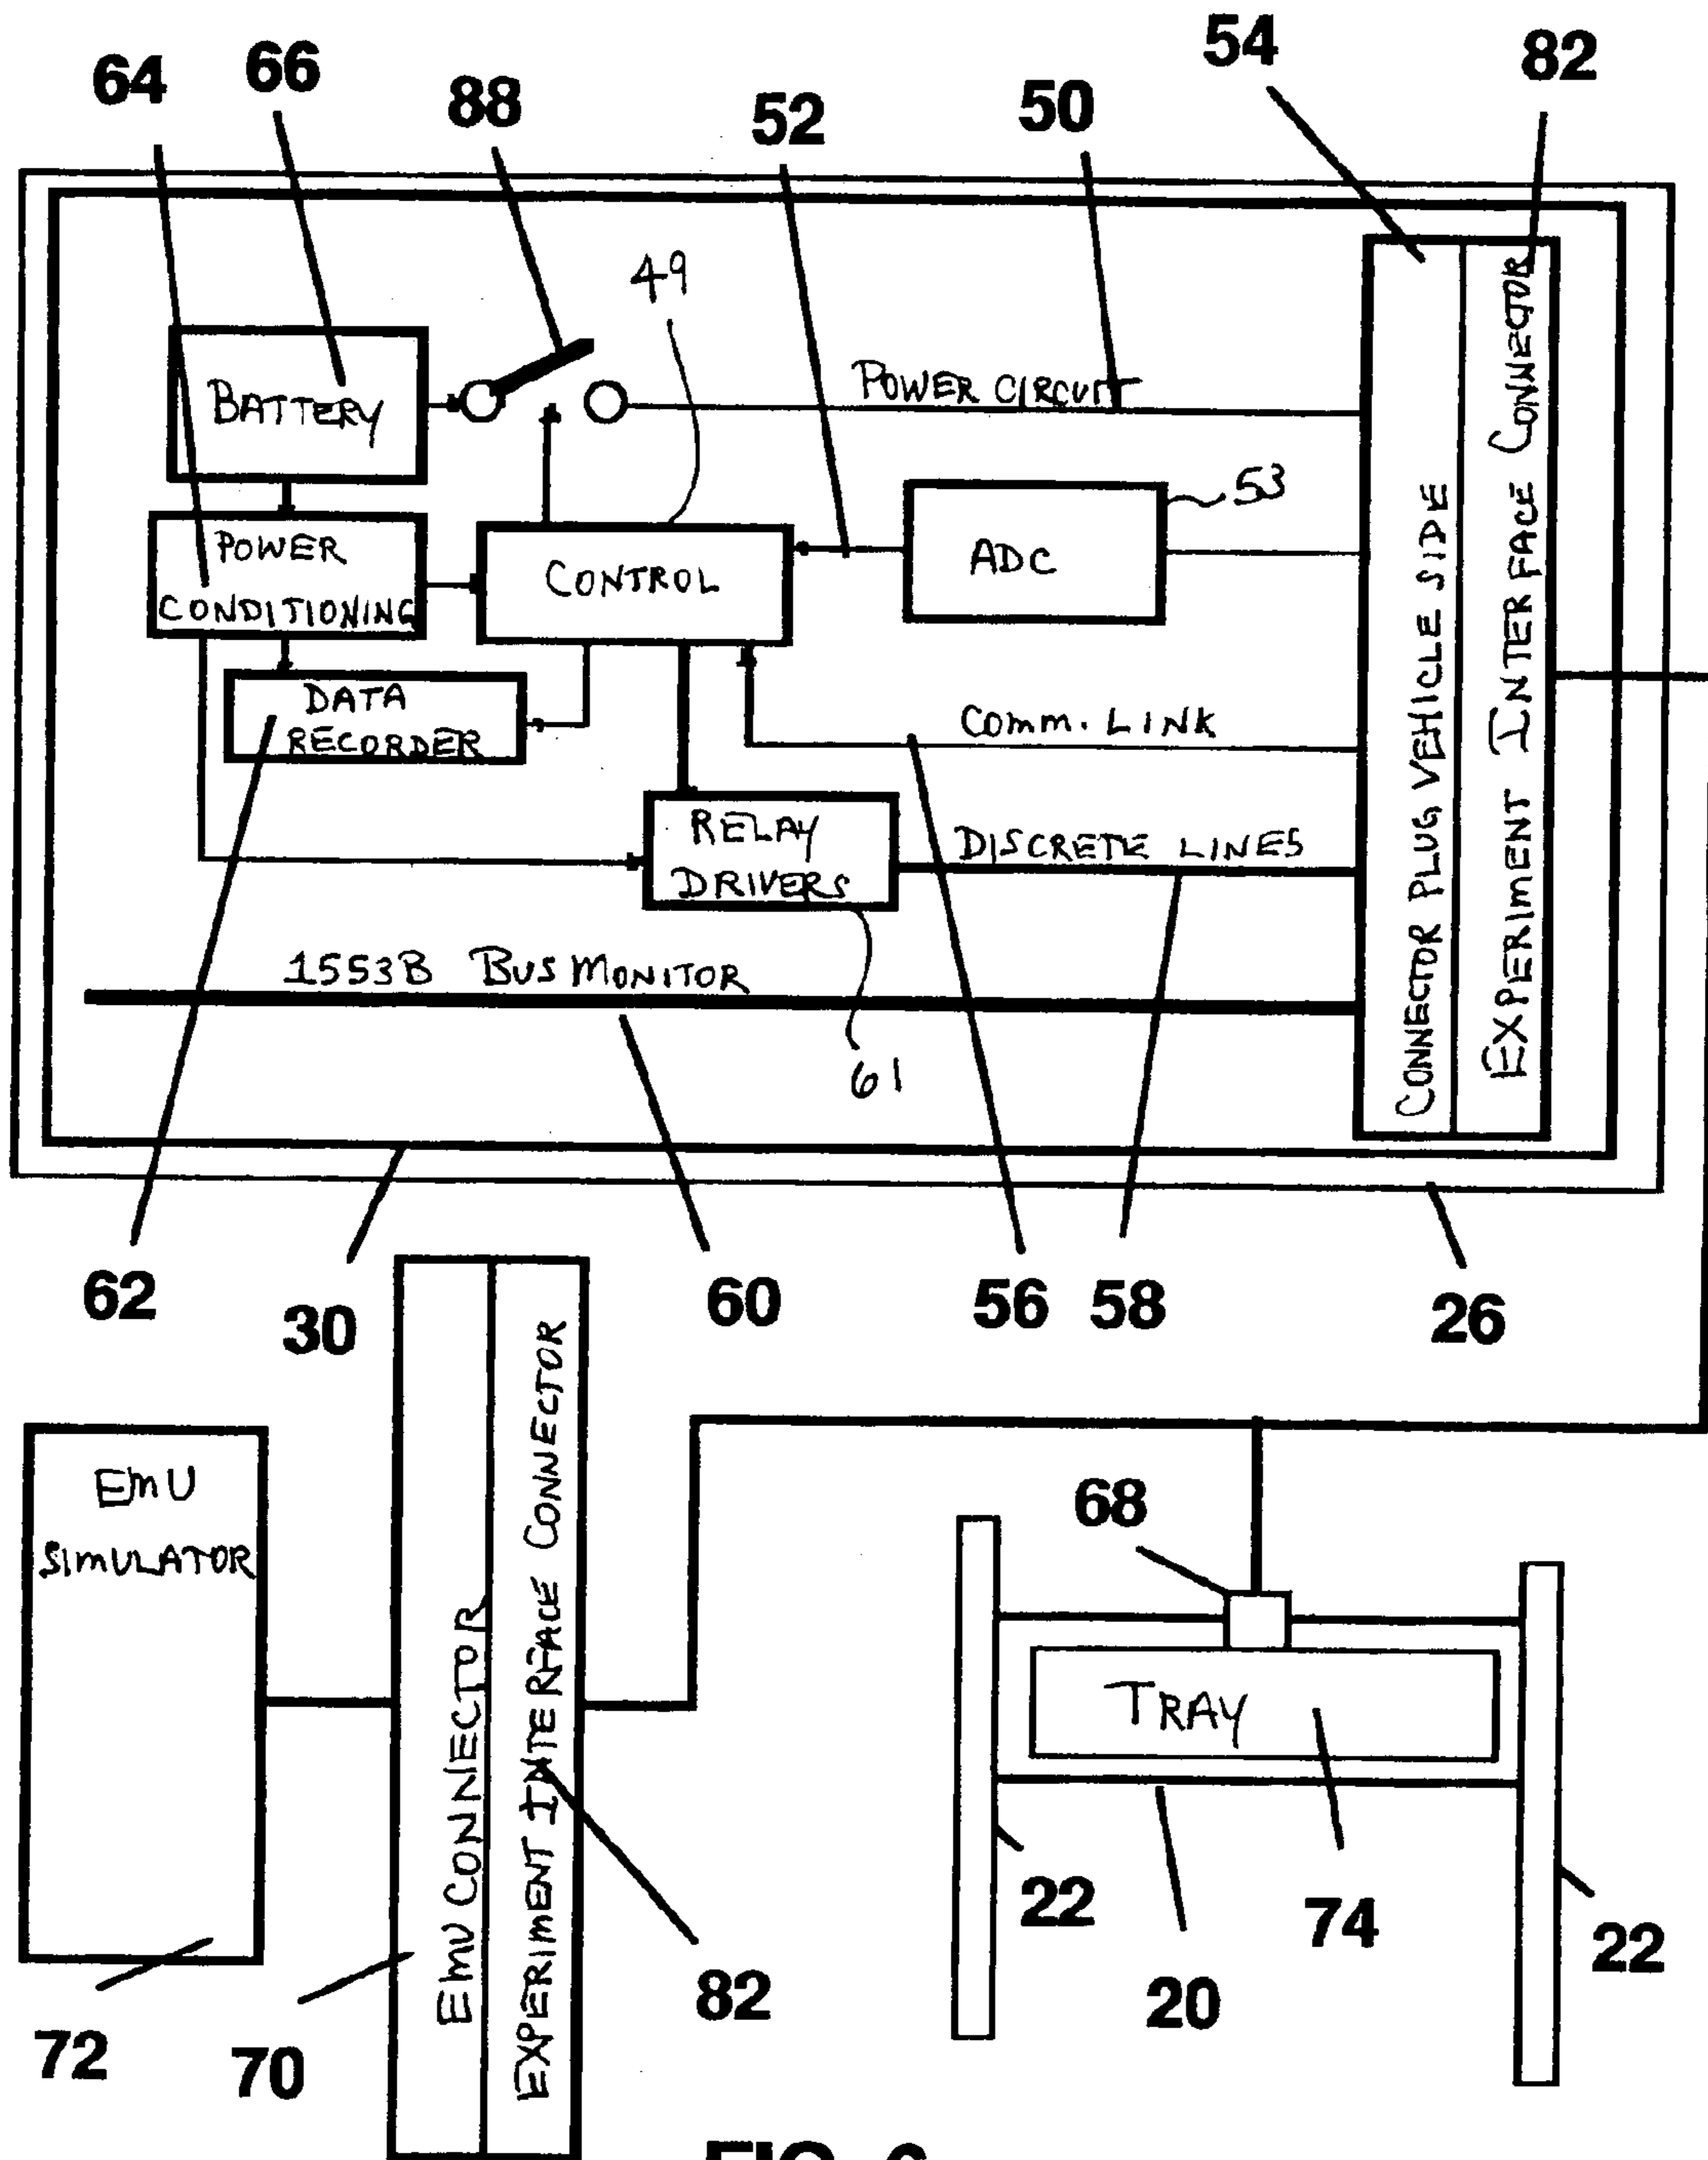 54
82
64
66
88
52
50
49
BATTERY
POWER CIRCUIT
53
POWER
CONDITIONING
CONTROL
ADC
DATA
RECORDER
COMM. LINK
RELAY
DRIVERS
DISCRETE LINES
1553B BUS MONITOR
61
CONNECTOR PLUG VEHICLE SIDE
EXPERIMENT INTERFACE CONNECTOR
62
30
60
56
58
26
EMU
SIMULATOR
EMU CONNECTOR
EXPERIMENT INTERFACE CONNECTOR
68
TRAY
22
74
22
20
82
72
70